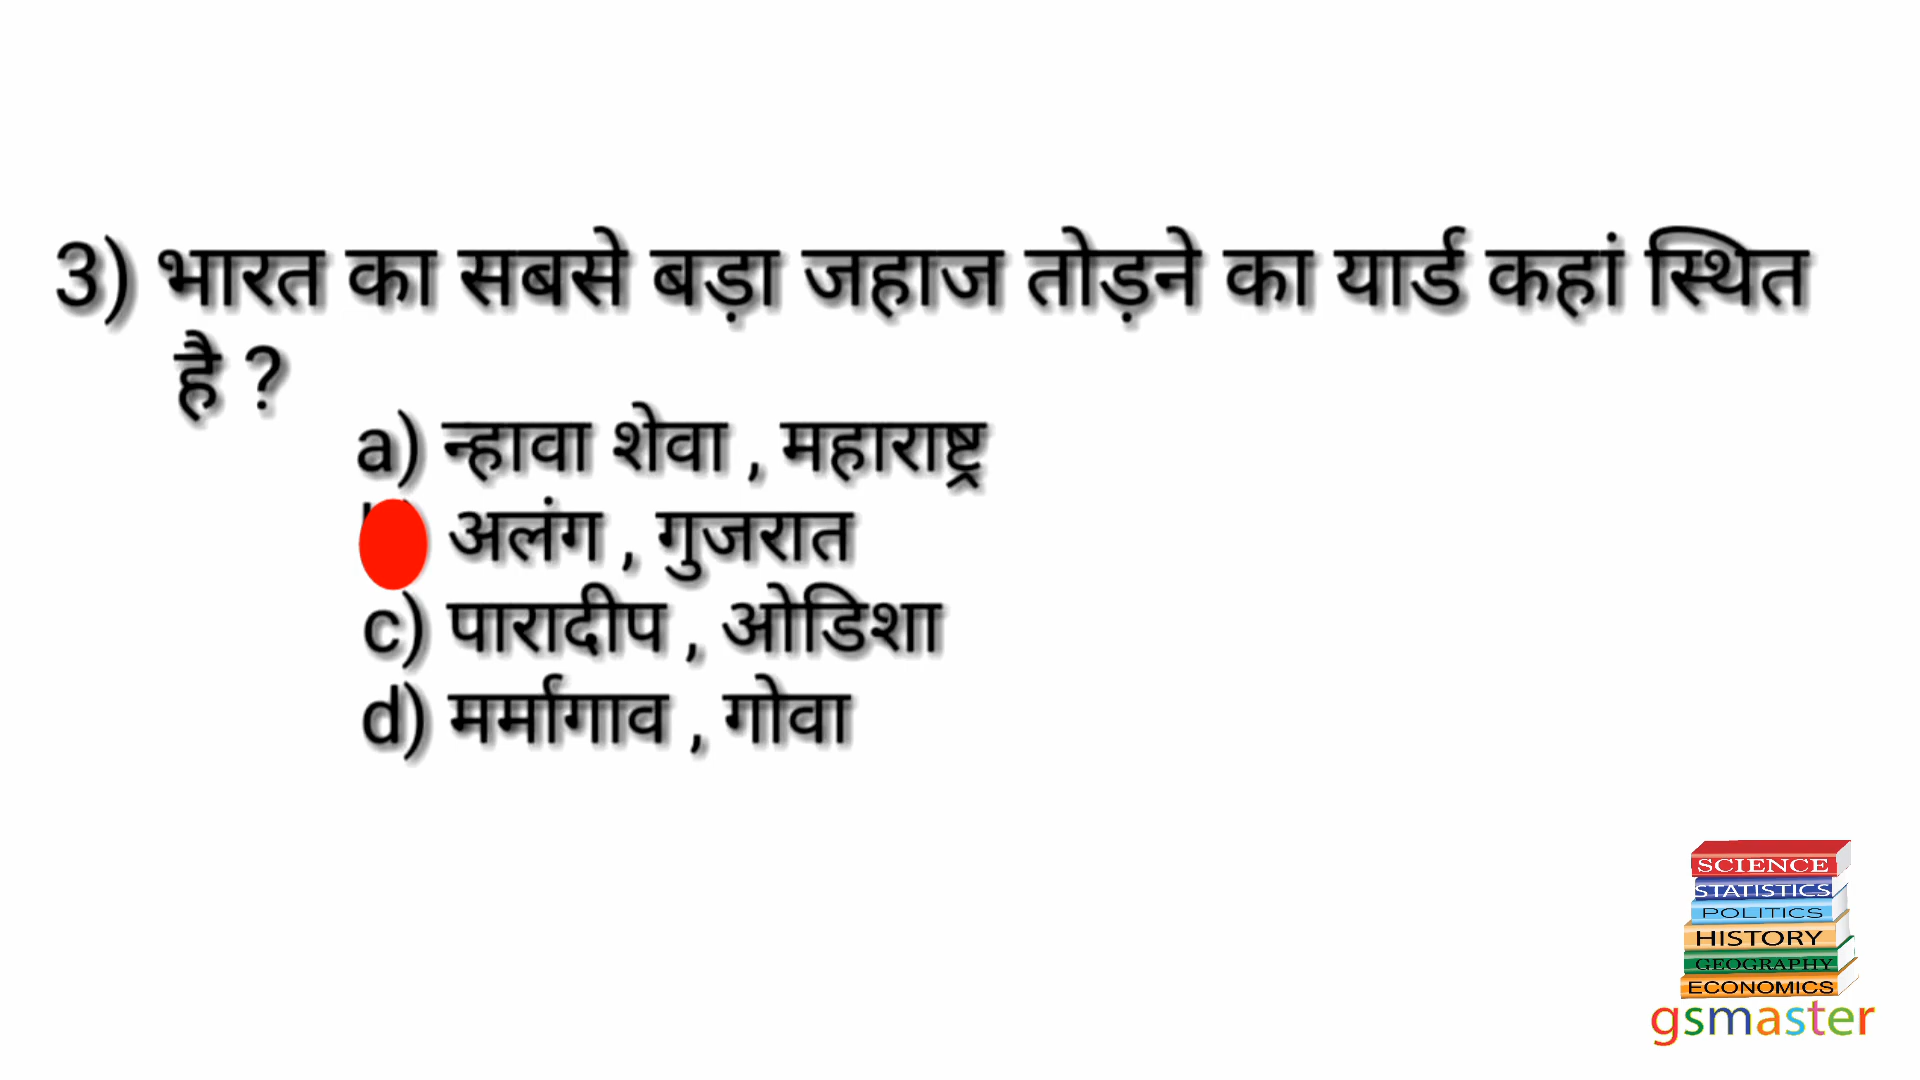 3) भारत का सबसे बड़ा जहाज तोड़ने का यार्ड कहां स्थित
है ?
a) न्हावा शेवा , महाराष्ट्र
अलंग , गुजरात
c) पारादीप , ओडिशा
d) मर्मागाव , गोवा
SCIENCE
STATISTICS
POLITICS
HISTORY
GEOGRAPHY
ECONOMICS
gsmaster